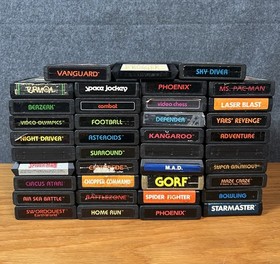 VANGUARD
SKY DIVER
space jockey
PHOENIX
MS. PAC-MAN
BERZERK
combat
video chess
LASER BLAST
VIDEO OLYMPICS
FOOTBALL
DEFENDER
YARS' REVENGE
NIGHT DRIVER
ASTEROIDS
KANGAROO
ADVENTURE
SURROUND
M.A.D.
CIRCUS ATARI
CHOPPER COMMAND
GORF
MAZE CRAZE
AIR SEA BATTLE
BATTLEZONE
SPIDER FIGHTER
BOWLING
SWORDQUEST
HOME RUN
PHOENIX
STARMASTER